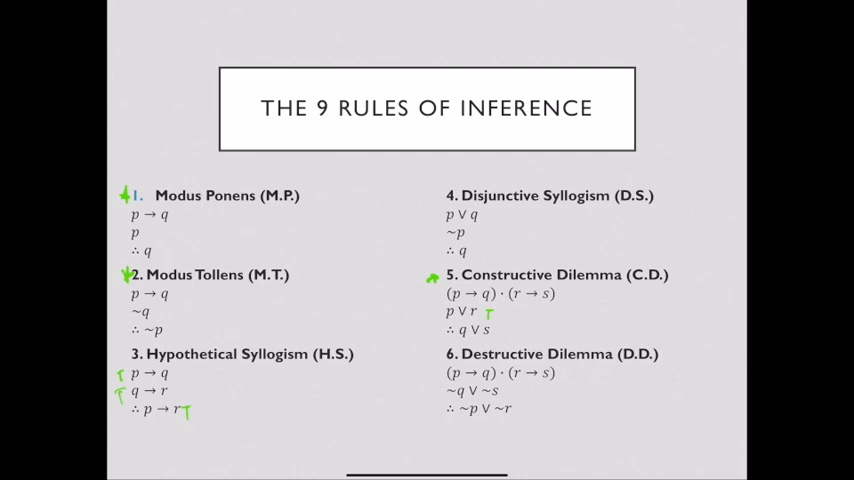 THE 9 RULES OF INFERENCE
1. Modus Ponens (M.P.)
p → q
p
∴ q
2. Modus Tollens (M.T.)
p → q
~q
∴ ~p
3. Hypothetical Syllogism (H.S.)
T p → q
T q → r
∴ p → r T
4. Disjunctive Syllogism (D.S.)
p ∨ q
~p
∴ q
5. Constructive Dilemma (C.D.)
(p → q) · (r → s)
p ∨ r T
∴ q ∨ s
6. Destructive Dilemma (D.D.)
(p → q) · (r → s)
~q ∨ ~s
∴ ~p ∨ ~r